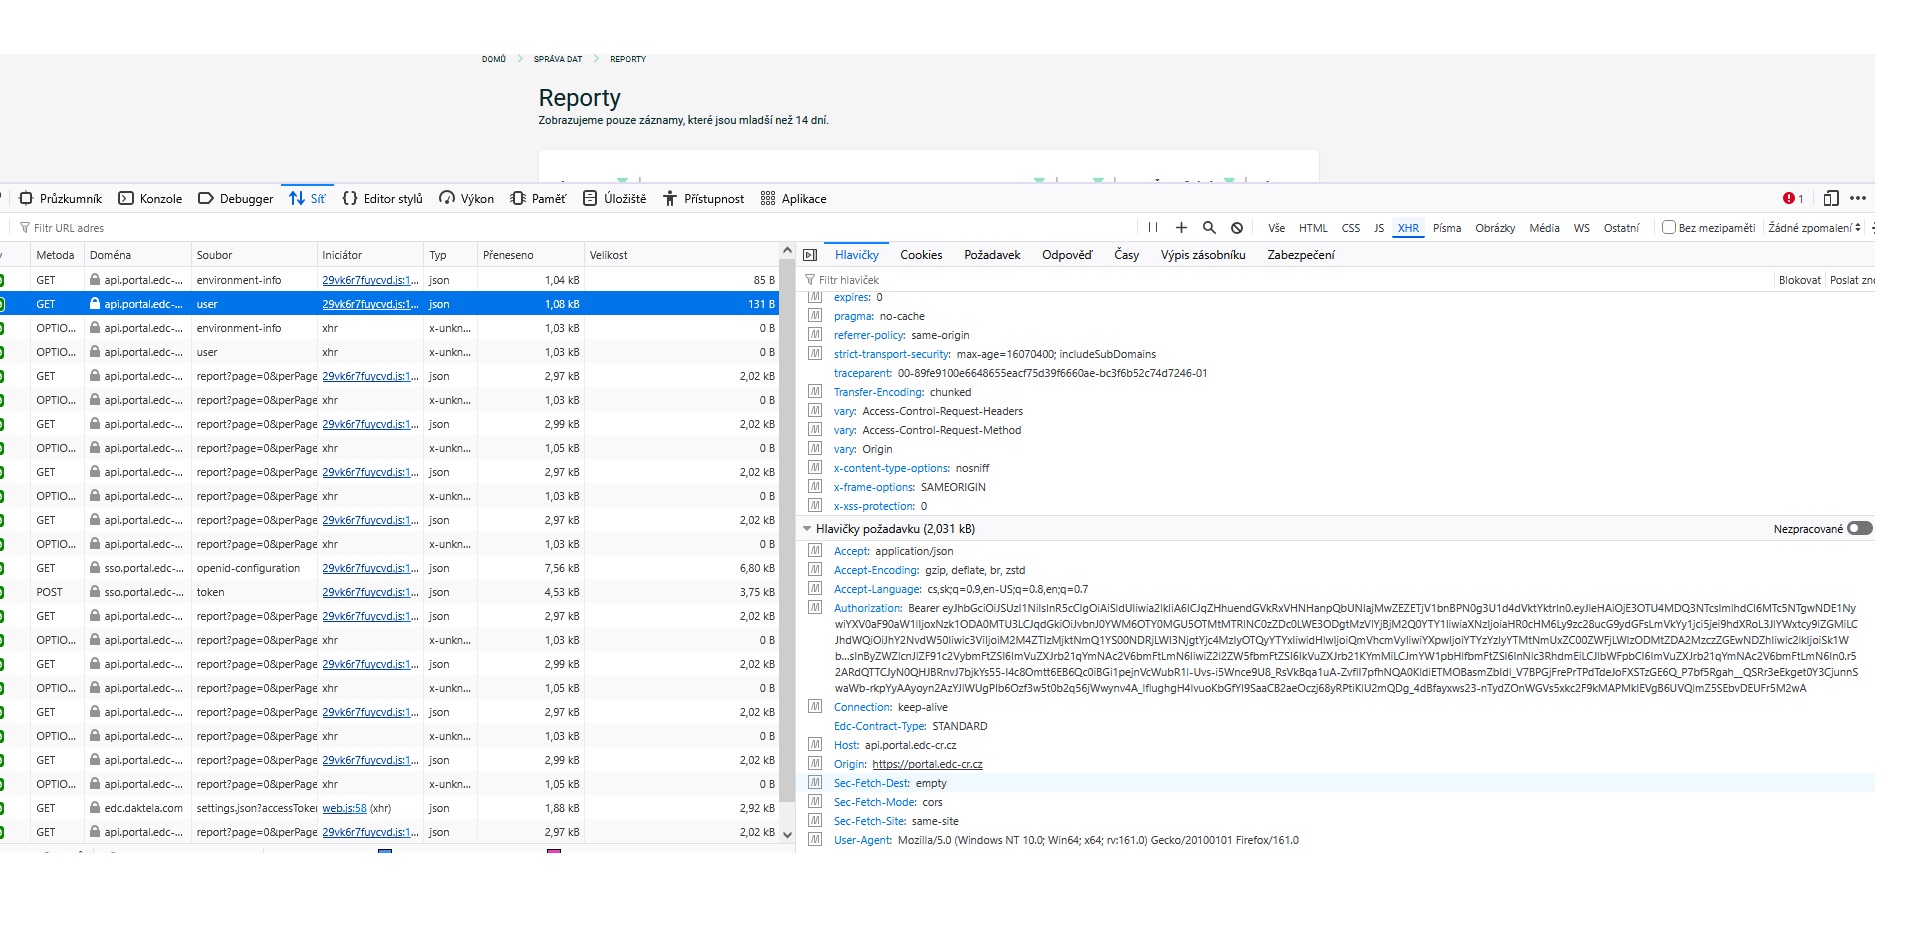 DOMŮ SPRÁVA DAT REPORTY
Reporty
Zobrazujeme pouze záznamy, které jsou mladší než 14 dní.
Průzkumník Konzole Debugger Síť Editor stylů Výkon Paměť Úložiště Přístupnost Aplikace 1
Filtr URL adres Vše HTML CSS JS XHR Písma Obrázky Média WS Ostatní Bez mezipaměti Žádné zpomalení
Metoda Doména Soubor Iniciátor Typ Přeneseno Velikost
GET api.portal.edc-... environment-info 29vk6r7fuycvd.js:1... json 1,04 kB 85 B
GET api.portal.edc-... user 29vk6r7fuycvd.js:1... json 1,08 kB 131 B
OPTIO... api.portal.edc-... environment-info xhr x-unkn... 1,03 kB 0 B
OPTIO... api.portal.edc-... user xhr x-unkn... 1,03 kB 0 B
GET api.portal.edc-... report?page=0&perPage 29vk6r7fuycvd.js:1... json 2,97 kB 2,02 kB
OPTIO... api.portal.edc-... report?page=0&perPage xhr x-unkn... 1,03 kB 0 B
GET api.portal.edc-... report?page=0&perPage 29vk6r7fuycvd.js:1... json 2,99 kB 2,02 kB
OPTIO... api.portal.edc-... report?page=0&perPage xhr x-unkn... 1,05 kB 0 B
GET api.portal.edc-... report?page=0&perPage 29vk6r7fuycvd.js:1... json 2,97 kB 2,02 kB
OPTIO... api.portal.edc-... report?page=0&perPage xhr x-unkn... 1,03 kB 0 B
GET api.portal.edc-... report?page=0&perPage 29vk6r7fuycvd.js:1... json 2,97 kB 2,02 kB
OPTIO... api.portal.edc-... report?page=0&perPage xhr x-unkn... 1,03 kB 0 B
GET sso.portal.edc-... openid-configuration 29vk6r7fuycvd.js:1... json 7,56 kB 6,80 kB
POST sso.portal.edc-... token 29vk6r7fuycvd.js:1... json 4,53 kB 3,75 kB
GET api.portal.edc-... report?page=0&perPage 29vk6r7fuycvd.js:1... json 2,97 kB 2,02 kB
OPTIO... api.portal.edc-... report?page=0&perPage xhr x-unkn... 1,03 kB 0 B
GET api.portal.edc-... report?page=0&perPage 29vk6r7fuycvd.js:1... json 2,97 kB 2,02 kB
OPTIO... api.portal.edc-... report?page=0&perPage xhr x-unkn... 1,03 kB 0 B
GET api.portal.edc-... report?page=0&perPage 29vk6r7fuycvd.js:1... json 2,97 kB 2,02 kB
OPTIO... api.portal.edc-... report?page=0&perPage xhr x-unkn... 1,03 kB 0 B
GET api.portal.edc-... report?page=0&perPage 29vk6r7fuycvd.js:1... json 2,99 kB 2,02 kB
OPTIO... api.portal.edc-... report?page=0&perPage xhr x-unkn... 1,05 kB 0 B
GET edc.daktela.com settings.json?accessToken web.js:58 (xhr) json 1,88 kB 2,92 kB
GET api.portal.edc-... report?page=0&perPage 29vk6r7fuycvd.js:1... json 2,97 kB 2,02 kB
Hlavičky Cookies Požadavek Odpověď Časy Výpis zásobníku Zabezpečení
Filtr hlaviček Blokovat Poslat zno
expires: 0
pragma: no-cache
referrer-policy: same-origin
strict-transport-security: max-age=16070400; includeSubDomains
traceparent: 00-89fe9100e6648655eacf75d39f6660ae-bc3f6b52c74d7246-01
Transfer-Encoding: chunked
vary: Access-Control-Request-Headers
vary: Access-Control-Request-Method
vary: Origin
x-content-type-options: nosniff
x-frame-options: SAMEORIGIN
x-xss-protection: 0
Hlavičky požadavku (2,031 kB) Nezpracované
Accept: application/json
Accept-Encoding: gzip, deflate, br, zstd
Accept-Language: cs,sk;q=0.9,en-US;q=0.8,en;q=0.7
Authorization: Bearer
Connection: keep-alive
Edc-Contract-Type: STANDARD
Host: api.portal.edc-cr.cz
Origin: https://portal.edc-cr.cz
Sec-Fetch-Dest: empty
Sec-Fetch-Mode: cors
Sec-Fetch-Site: same-site
User-Agent: Mozilla/5.0 (Windows NT 10.0; Win64; x64; rv:161.0) Gecko/20100101 Firefox/161.0